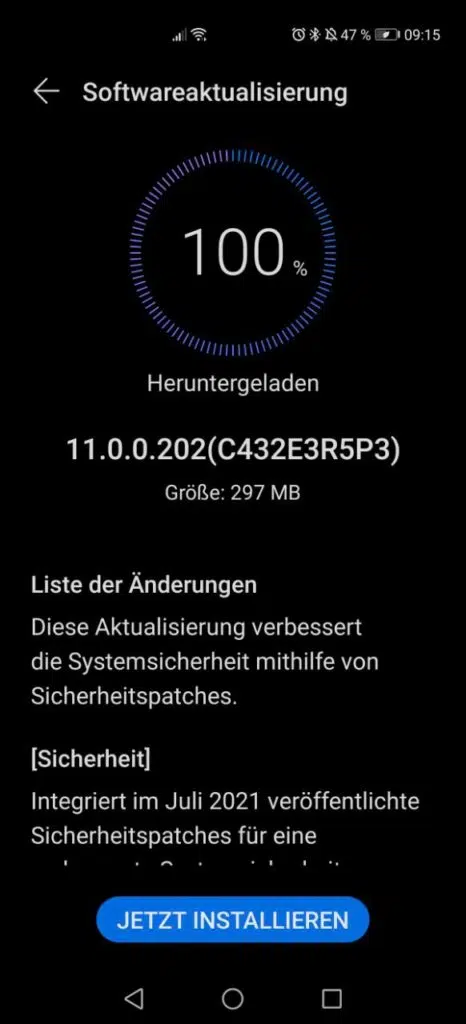 47 % 09:15
Softwareaktualisierung
100 %
Heruntergeladen
11.0.0.202(C432E3R5P3)
Größe: 297 MB
Liste der Änderungen
Diese Aktualisierung verbessert
die Systemsicherheit mithilfe von
Sicherheitspatches.
[Sicherheit]
Integriert im Juli 2021 veröffentlichte
Sicherheitspatches für eine
JETZT INSTALLIEREN